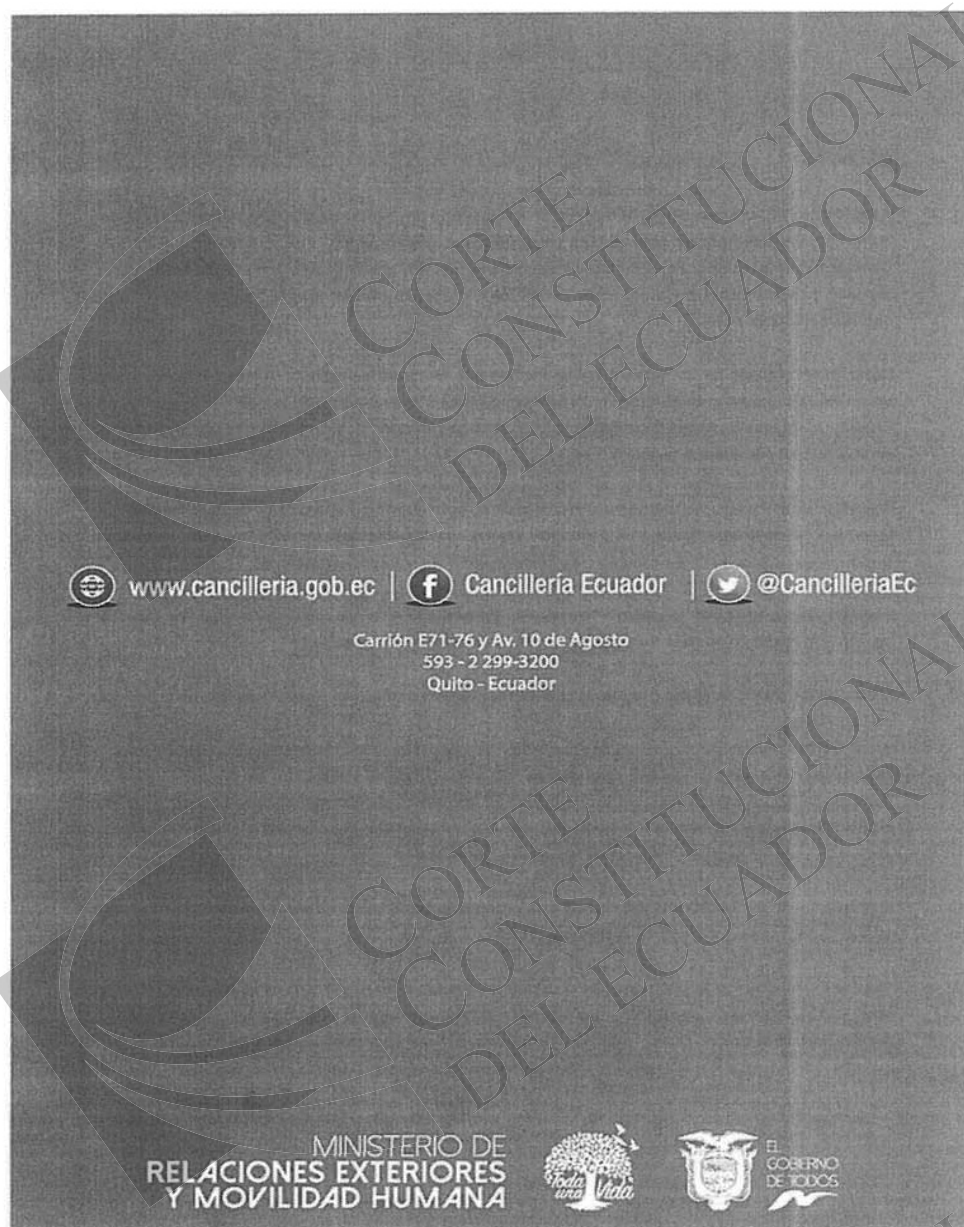 CORTE
CONSTITUCIONAL
DEL ECUADOR
www.cancilleria.gob.ec | Cancillería Ecuador | @CancilleriaEc
Carrión E71-76 y Av. 10 de Agosto
593 - 2 299-3200
Quito - Ecuador
CORTE
CONSTITUCIONAL
DEL ECUADOR
MINISTERIO DE
RELACIONES EXTERIORES
Y MOVILIDAD HUMANA
Toda
una Vida
EL
GOBIERNO
DE TODOS